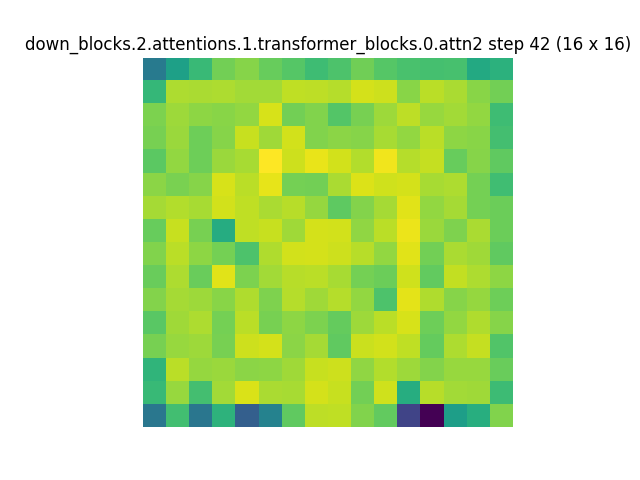 down_blocks.2.attentions.1.transformer_blocks.0.attn2 step 42 (16 x 16)